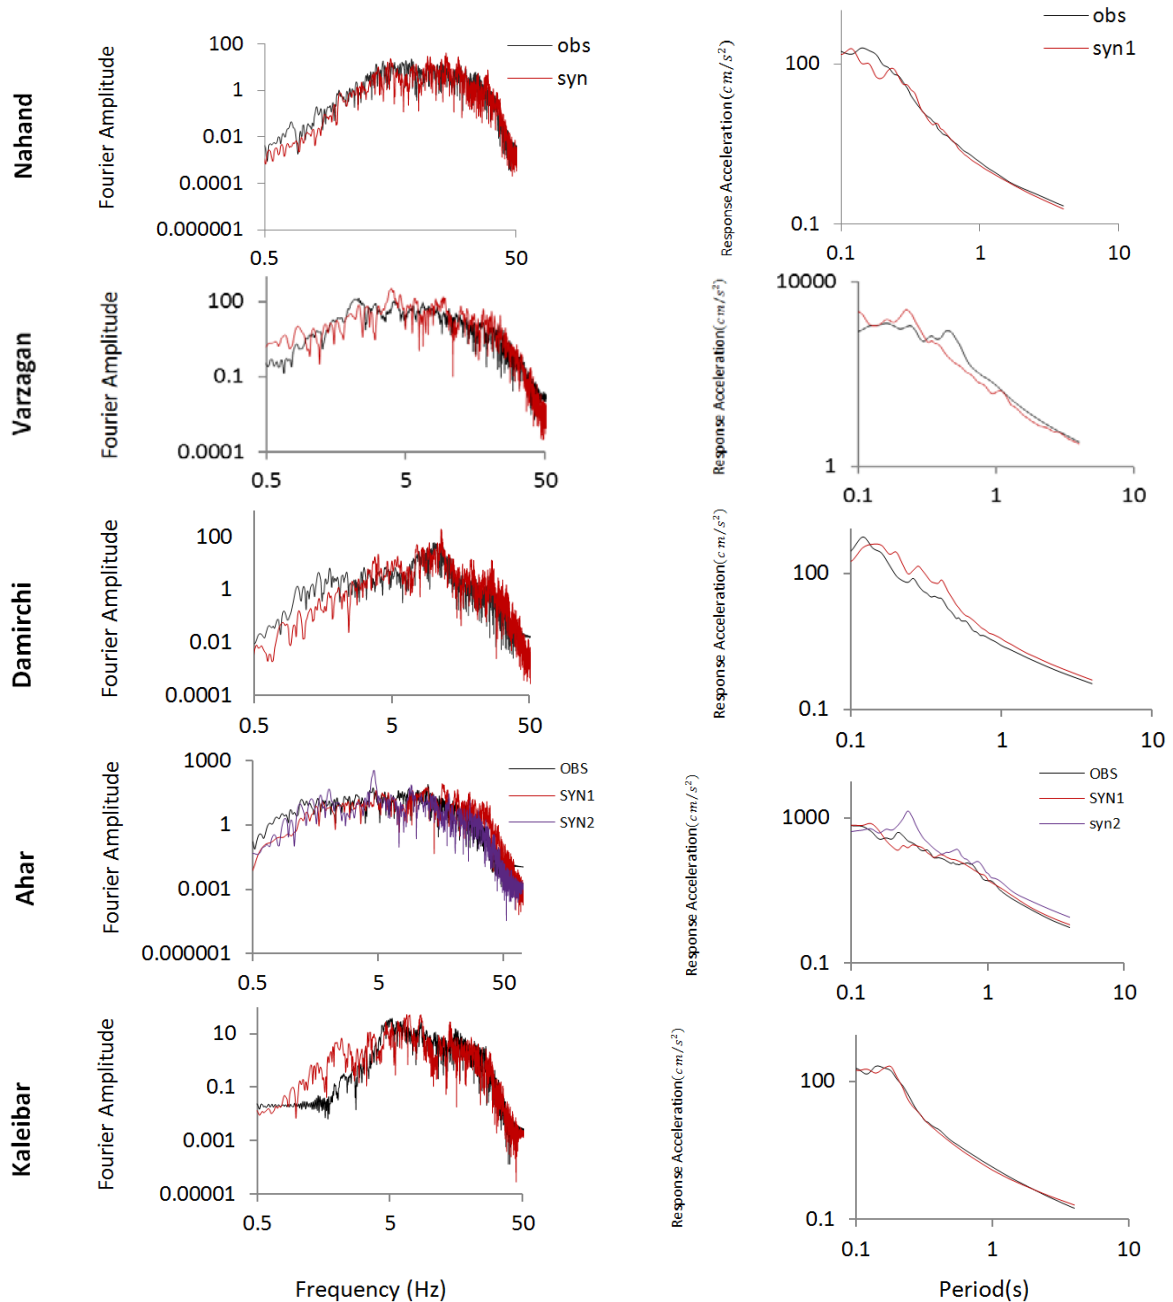 Nahand
Fourier Amplitude
100
1
0.01
0.0001
0.000001
0.5
50
obs
syn
Response Acceleration(cm/s²)
100
0.1
0.1
1
10
obs
syn1
Varzagan
Fourier Amplitude
100
0.1
0.0001
0.5
5
50
Response Acceleration(cm/s²)
10000
1
0.1
1
10
Damirchi
Fourier Amplitude
100
1
0.01
0.0001
0.5
5
50
Response Acceleration(cm/s²)
100
0.1
0.1
1
10
Ahar
Fourier Amplitude
1000
1
0.001
0.000001
0.5
5
50
OBS
SYN1
SYN2
Response Acceleration(cm/s²)
1000
0.1
0.1
1
10
OBS
SYN1
syn2
Kaleibar
Fourier Amplitude
10
0.1
0.001
0.00001
0.5
5
50
Response Acceleration(cm/s²)
100
0.1
0.1
1
10
Frequency (Hz)
Period(s)